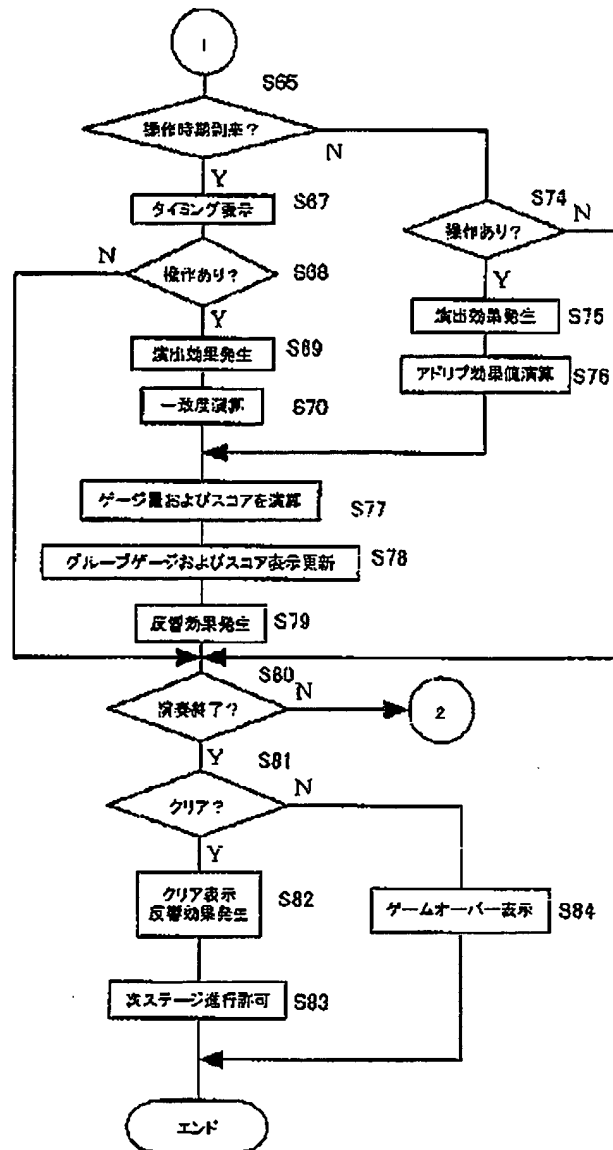 1
S65
操作時期到来?
N
Y
S67
タイミング表示
S74
N
操作あり?
N
操作あり?
S68
Y
Y
演出効果発生
S75
演出効果発生
S69
アドリブ効果値演算
S76
一致度演算
S70
ゲージ量およびスコアを演算
S77
グループゲージおよびスコア表示更新
S78
反響効果発生
S79
S80
演奏終了?
N
2
Y
S81
クリア?
N
Y
クリア表示
反響効果発生
S82
ゲームオーバー表示
S84
次ステージ進行許可
S83
エンド